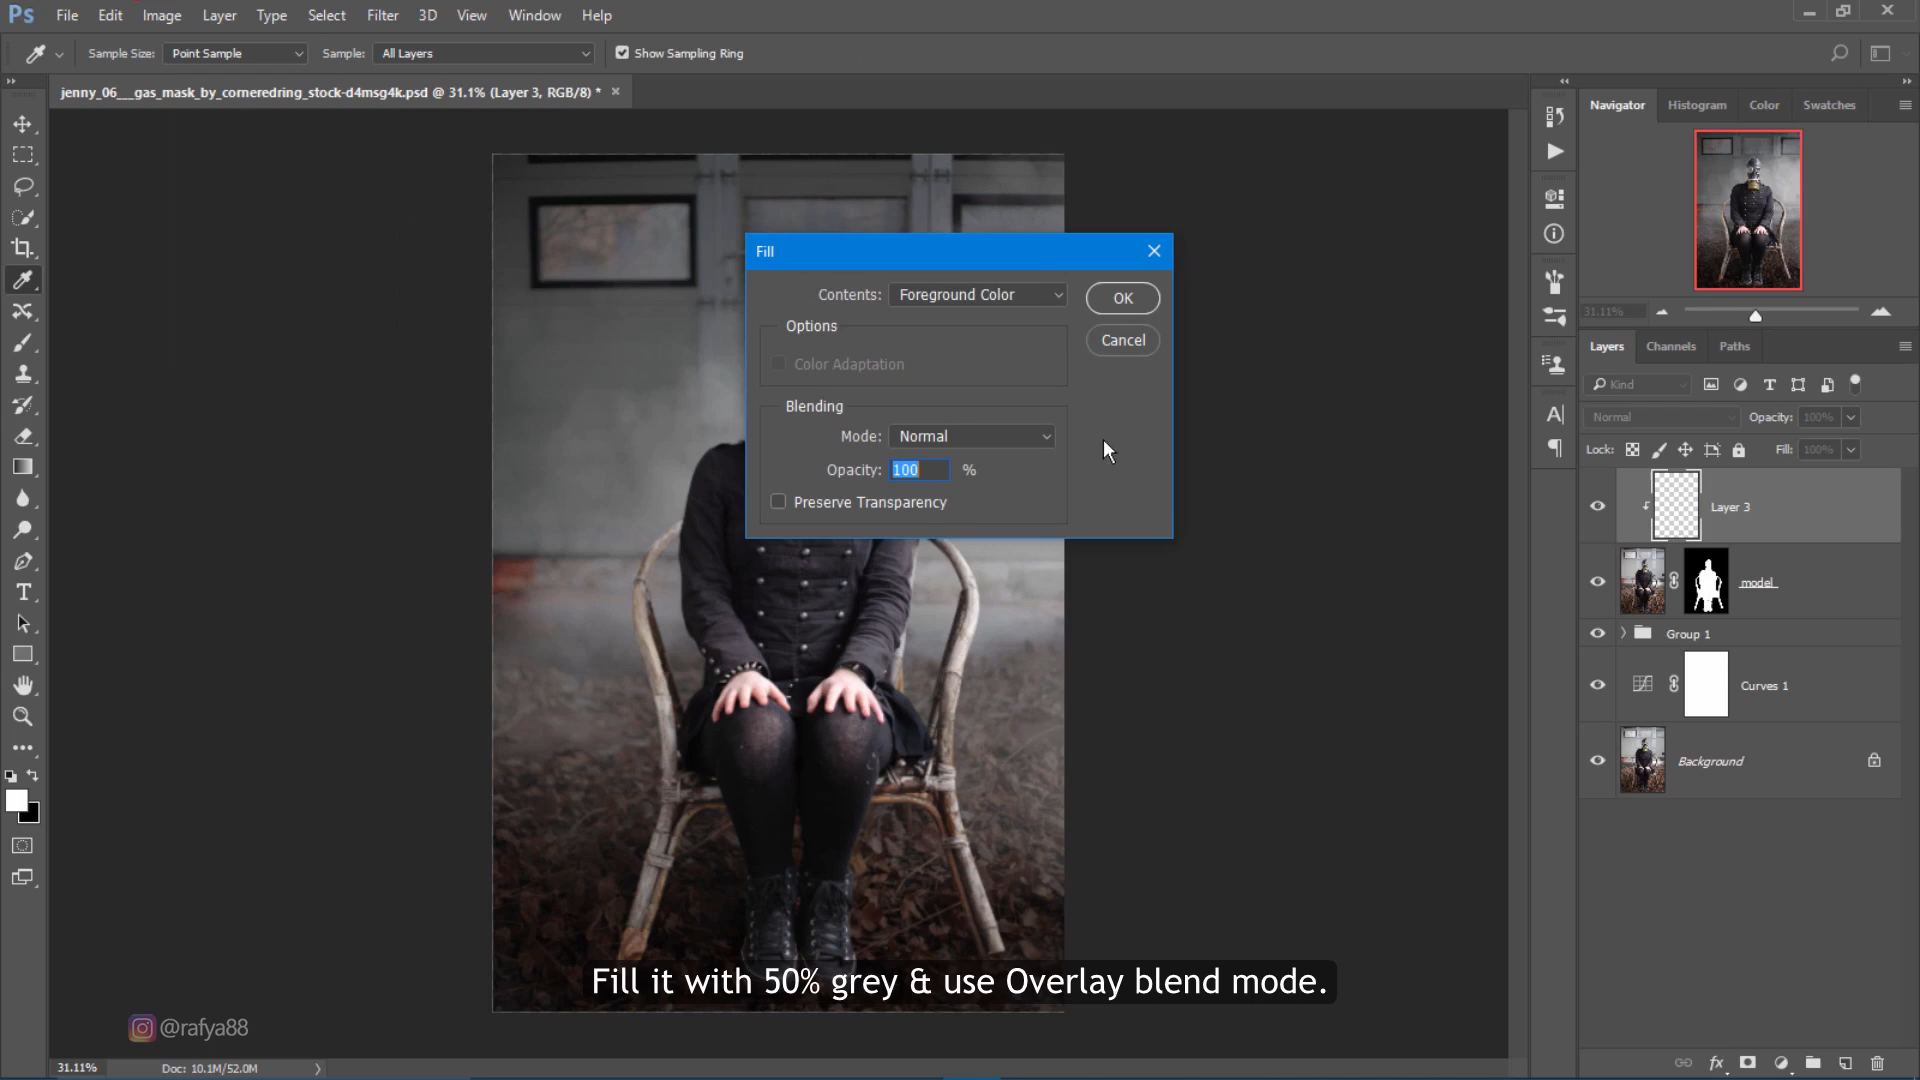 Ps File Edit Image Layer Type Select Filter 3D View Window Help
Sample Size: Point Sample Sample: All Layers Show Sampling Ring
jenny_06___gas_mask_by_corneredring_stock-d4msg4k.psd @ 31.1% (Layer 3, RGB/8) *
Navigator Histogram Color Swatches
Fill
Contents: Foreground Color
OK
Options
Cancel
Color Adaptation
Blending
Mode: Normal
Opacity: 100 %
Preserve Transparency
31.11%
Layers Channels Paths
Kind
Normal Opacity: 100%
Lock: Fill: 100%
Layer 3
model
Group 1
Curves 1
Background
Fill it with 50% grey & use Overlay blend mode.
@rafya88
31.11% Doc: 10.1M/52.0M
fx